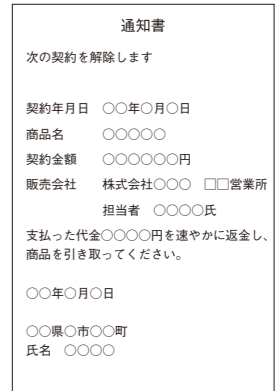 通知書
次の契約を解除します
契約年月日　○○年○月○日
商品名　○○○○○
契約金額　○○○○○○円
販売会社　株式会社○○○　□□営業所
担当者　○○○○氏
支払った代金○○○○円を速やかに返金し、
商品を引き取ってください。
○○年○月○日
○○県○市○○町
氏名　○○○○